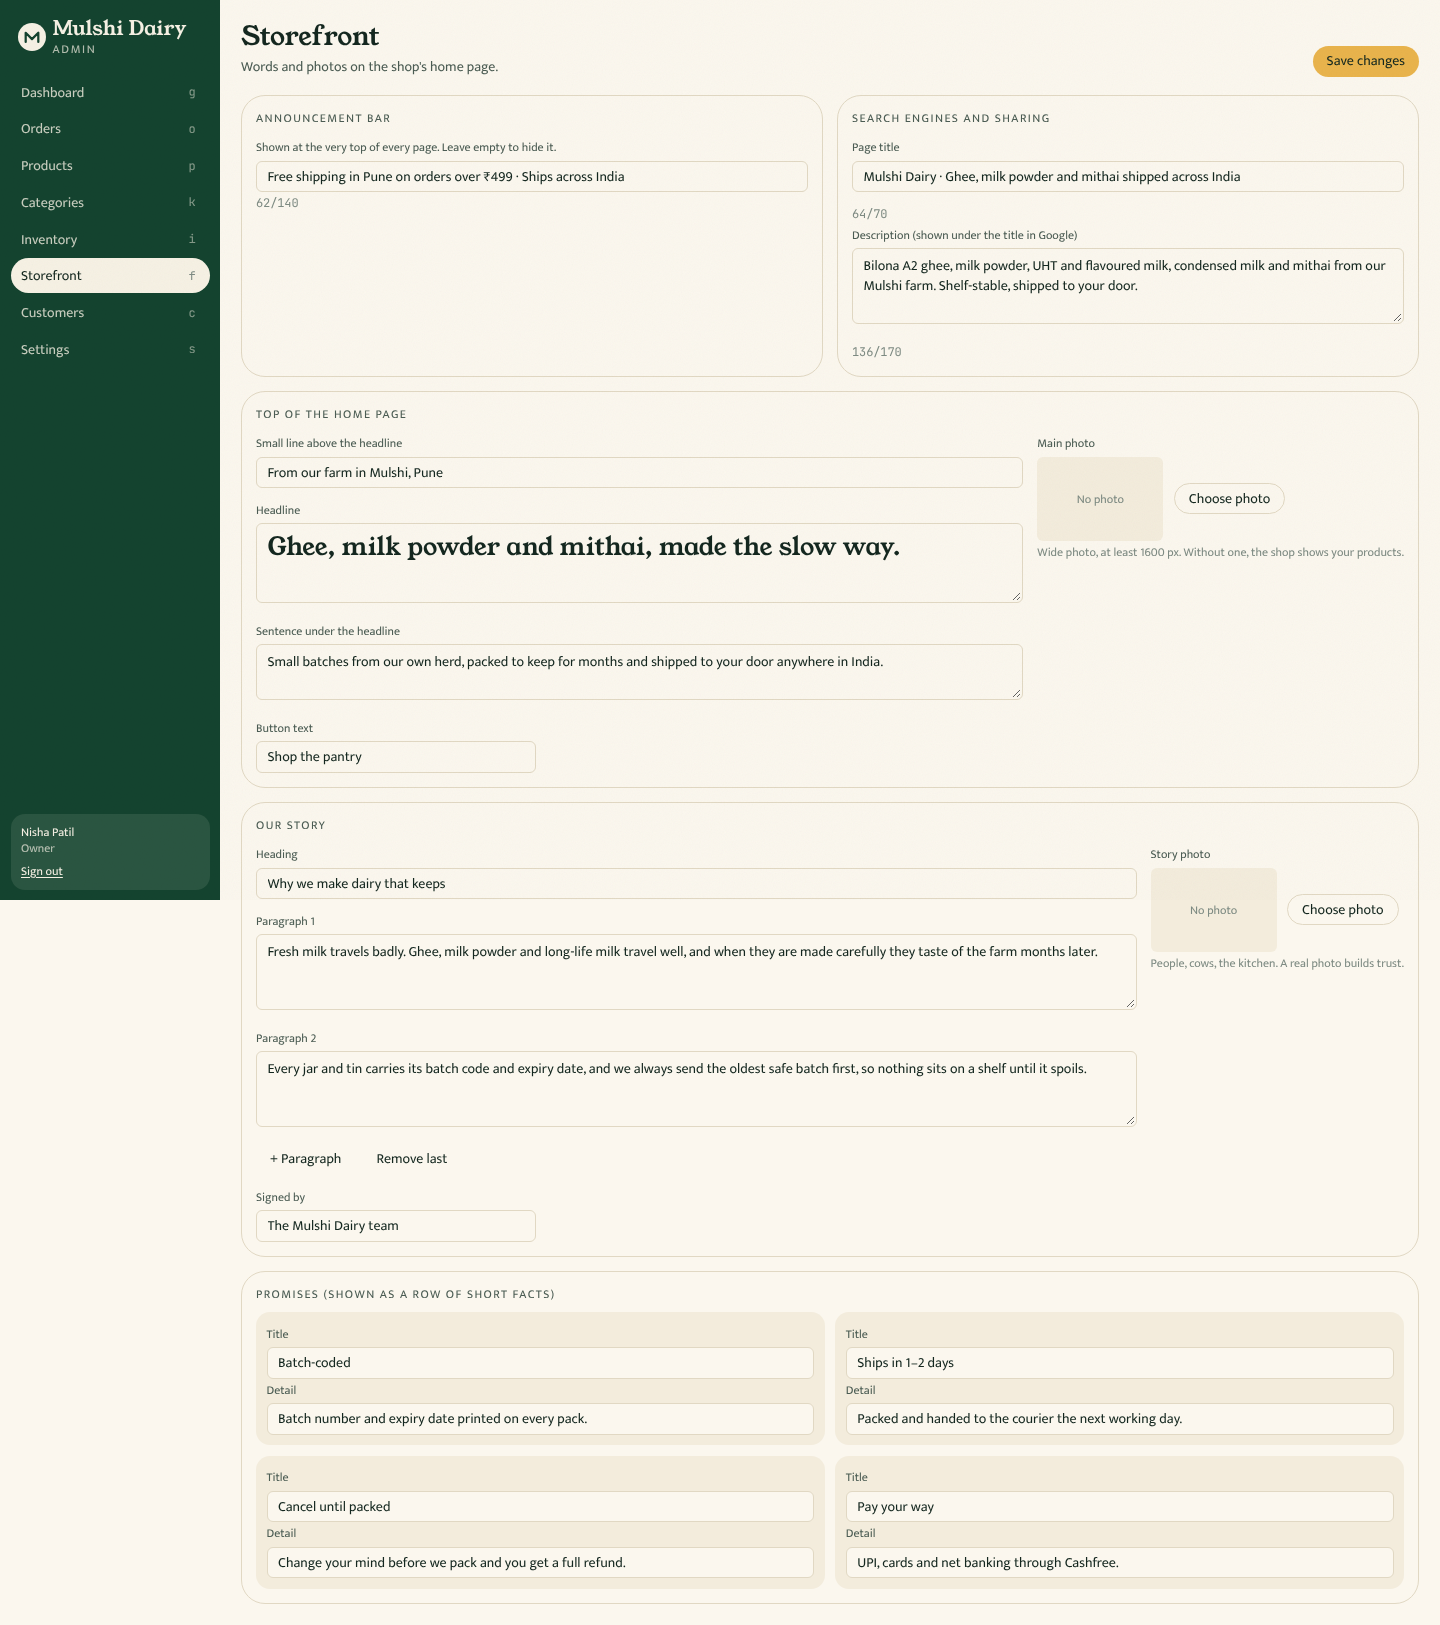 Mulshi Dairy
ADMIN
Dashboard g
Orders o
Products p
Categories k
Inventory i
Storefront f
Customers c
Settings s
Nisha Patil
Owner
Sign out
Storefront
Words and photos on the shop's home page.
Save changes
ANNOUNCEMENT BAR
Shown at the very top of every page. Leave empty to hide it.
Free shipping in Pune on orders over ₹499 · Ships across India
62/140
SEARCH ENGINES AND SHARING
Page title
Mulshi Dairy · Ghee, milk powder and mithai shipped across India
64/70
Description (shown under the title in Google)
Bilona A2 ghee, milk powder, UHT and flavoured milk, condensed milk and mithai from our
Mulshi farm. Shelf-stable, shipped to your door.
136/170
TOP OF THE HOME PAGE
Small line above the headline
From our farm in Mulshi, Pune
Headline
Ghee, milk powder and mithai, made the slow way.
Sentence under the headline
Small batches from our own herd, packed to keep for months and shipped to your door anywhere in India.
Button text
Shop the pantry
Main photo
No photo
Choose photo
Wide photo, at least 1600 px. Without one, the shop shows your products.
OUR STORY
Heading
Why we make dairy that keeps
Paragraph 1
Fresh milk travels badly. Ghee, milk powder and long-life milk travel well, and when they are made carefully they taste of the farm months later.
Paragraph 2
Every jar and tin carries its batch code and expiry date, and we always send the oldest safe batch first, so nothing sits on a shelf until it spoils.
+ Paragraph
Remove last
Signed by
The Mulshi Dairy team
Story photo
No photo
Choose photo
People, cows, the kitchen. A real photo builds trust.
PROMISES (SHOWN AS A ROW OF SHORT FACTS)
Title
Batch-coded
Detail
Batch number and expiry date printed on every pack.
Title
Ships in 1–2 days
Detail
Packed and handed to the courier the next working day.
Title
Cancel until packed
Detail
Change your mind before we pack and you get a full refund.
Title
Pay your way
Detail
UPI, cards and net banking through Cashfree.